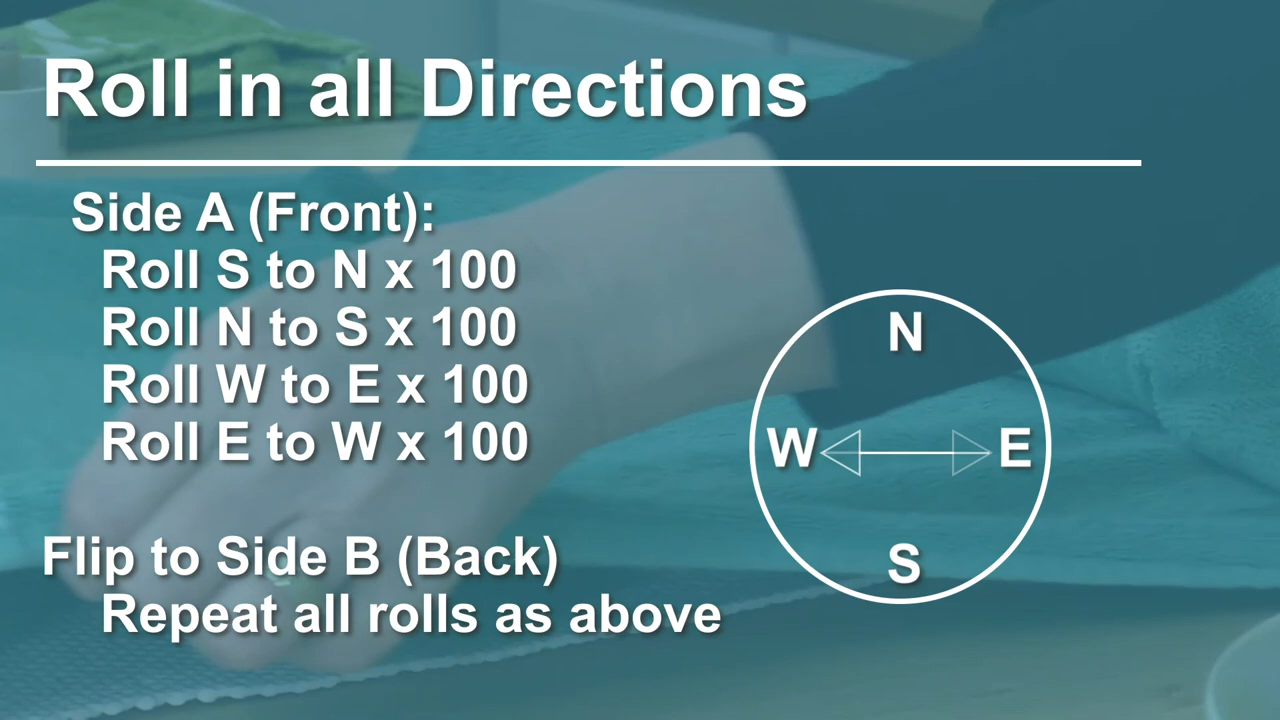 Roll in all Directions
Side A (Front):
Roll S to N x 100
Roll N to S x 100
Roll W to E x 100
Roll E to W x 100
Flip to Side B (Back)
Repeat all rolls as above
N
W E
S